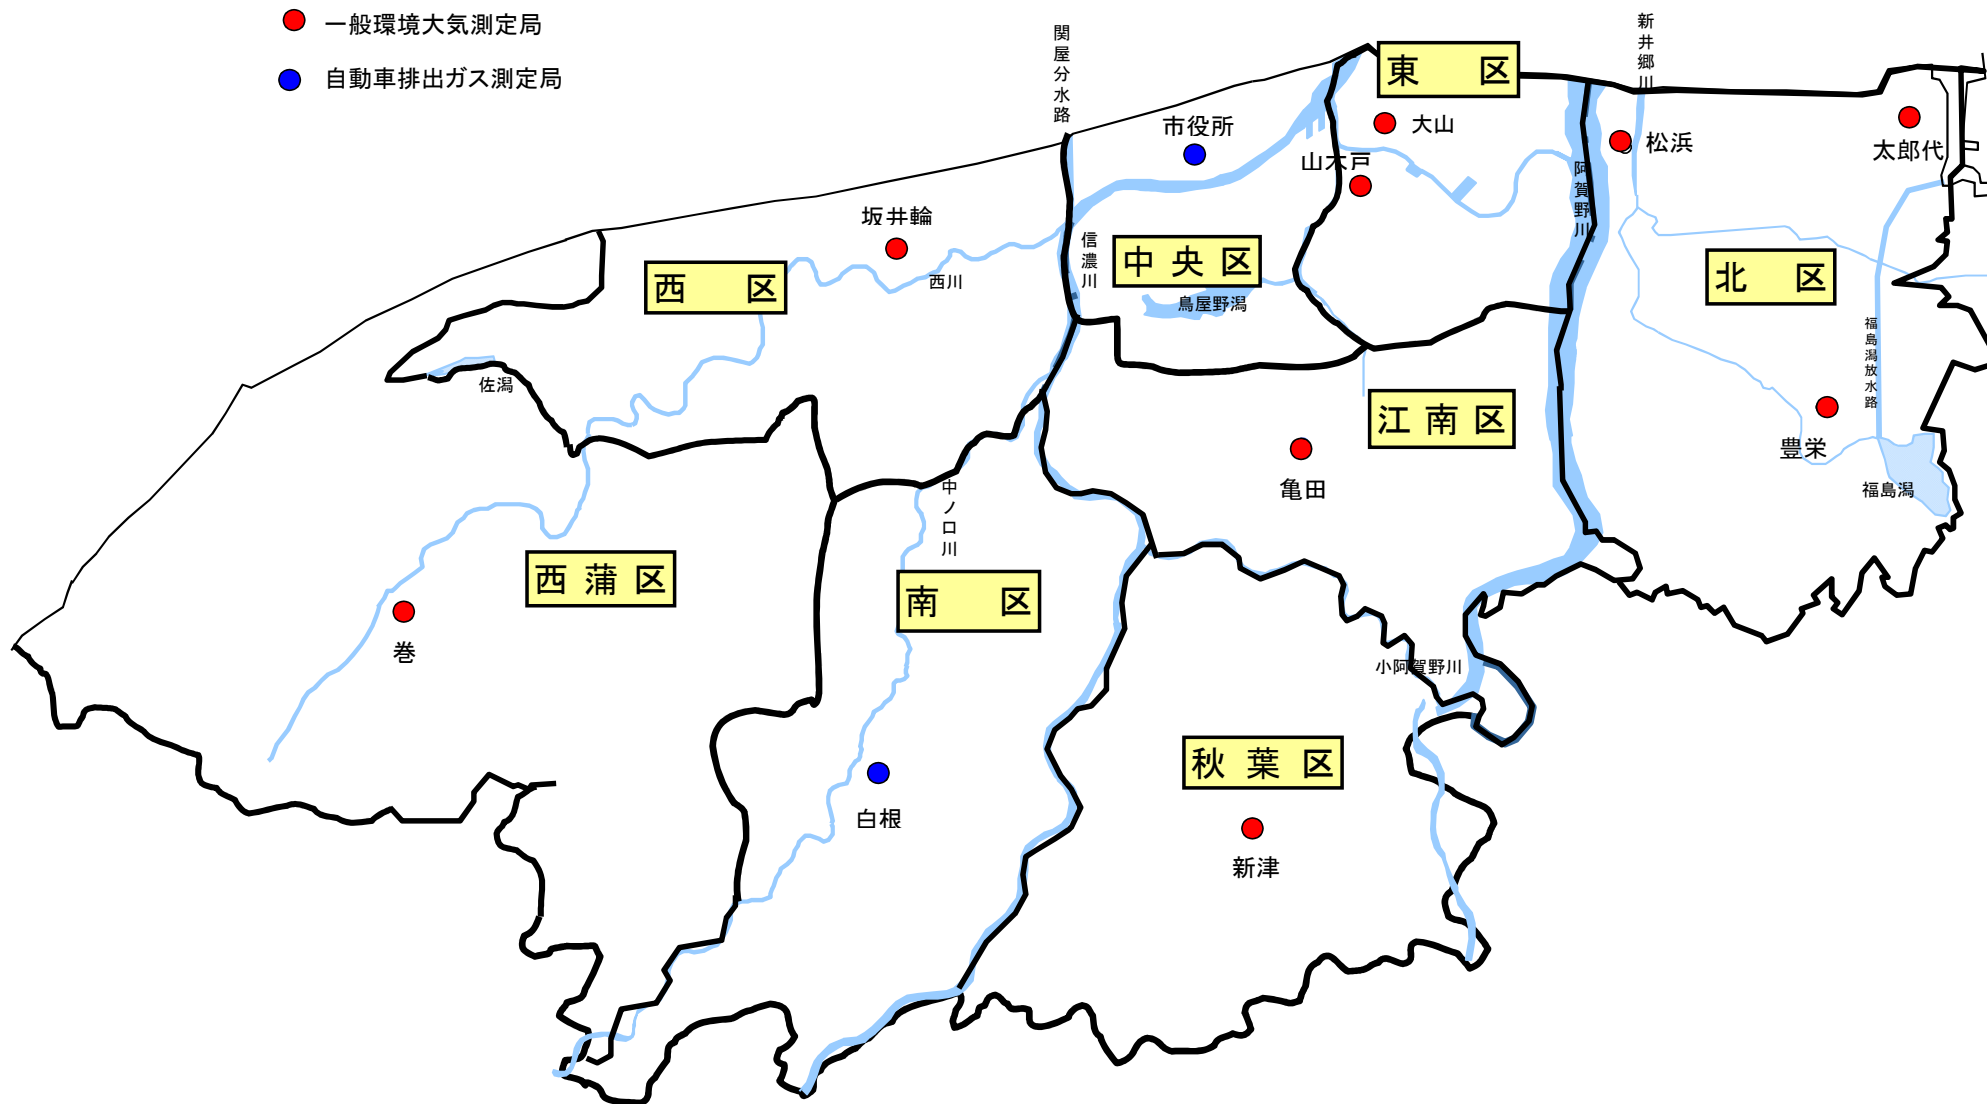 一般環境大気測定局
自動車排出ガス測定局
関屋分水路
新井郷川
東 区
市役所
大山
山木戸
松浜
太郎代
阿賀野川
坂井輪
信濃川
中央区
西 区
西川
鳥屋野潟
北 区
福島潟放水路
佐潟
江南区
豊栄
亀田
福島潟
中ノ口川
西蒲区
南 区
巻
小阿賀野川
秋葉区
白根
新津